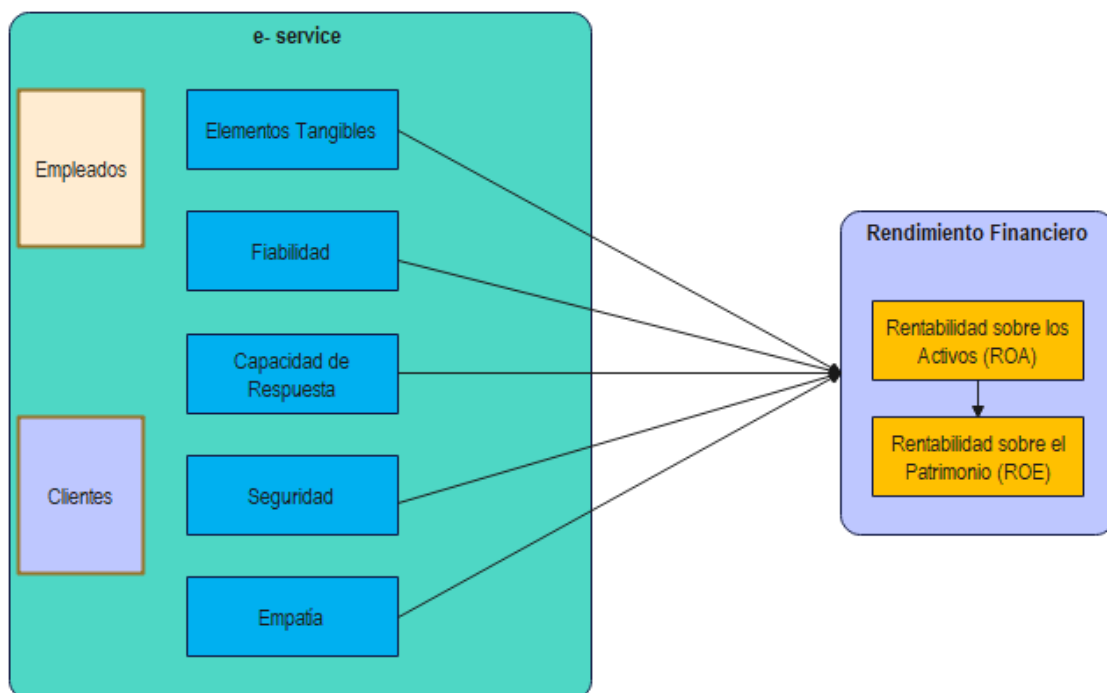 e- service
Empleados
Clientes
Elementos Tangibles
Fiabilidad
Capacidad de
Respuesta
Seguridad
Empatía
Rendimiento Financiero
Rentabilidad sobre los
Activos (ROA)
Rentabilidad sobre el
Patrimonio (ROE)